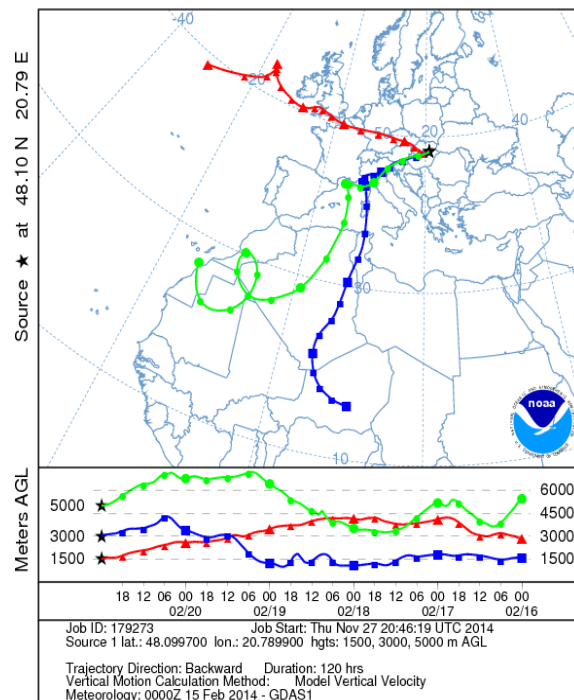 Source ★ at 48.10 N 20.79 E
-40
-20
50
20
40
30
10
noaa
Meters AGL
5000
3000
1500
6000
4500
3000
1500
18 12 06 00 18 12 06 00 18 12 06 00 18 12 06 00 18 12 06 00
02/20 02/19 02/18 02/17 02/16
Job ID: 179273 Job Start: Thu Nov 27 20:46:19 UTC 2014
Source 1 lat.: 48.099700 lon.: 20.789900 hgts: 1500, 3000, 5000 m AGL
Trajectory Direction: Backward Duration: 120 hrs
Vertical Motion Calculation Method: Model Vertical Velocity
Meteorology: 0000Z 15 Feb 2014 - GDAS1